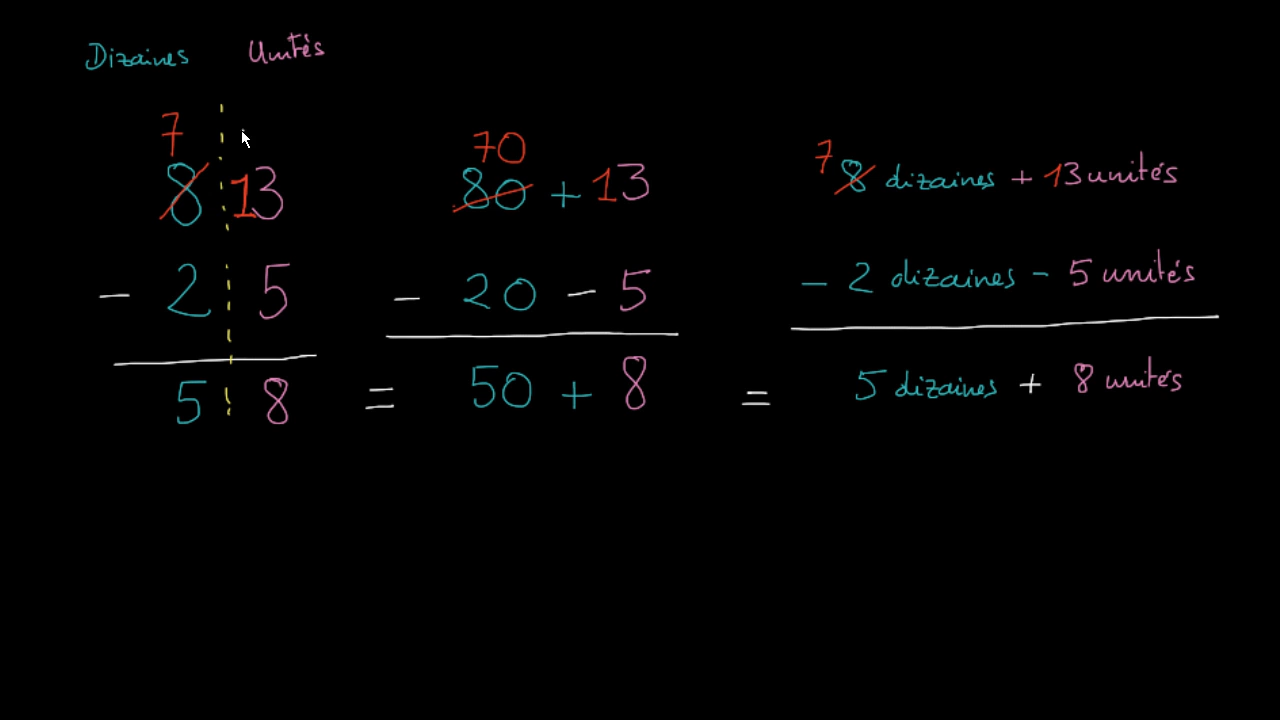 Dizaines Unités
7 70
8 13 80 + 13 7 8 dizaines + 13 unités
- 2 5 - 20 - 5 - 2 dizaines - 5 unités
5 8 = 50 + 8 = 5 dizaines + 8 unités